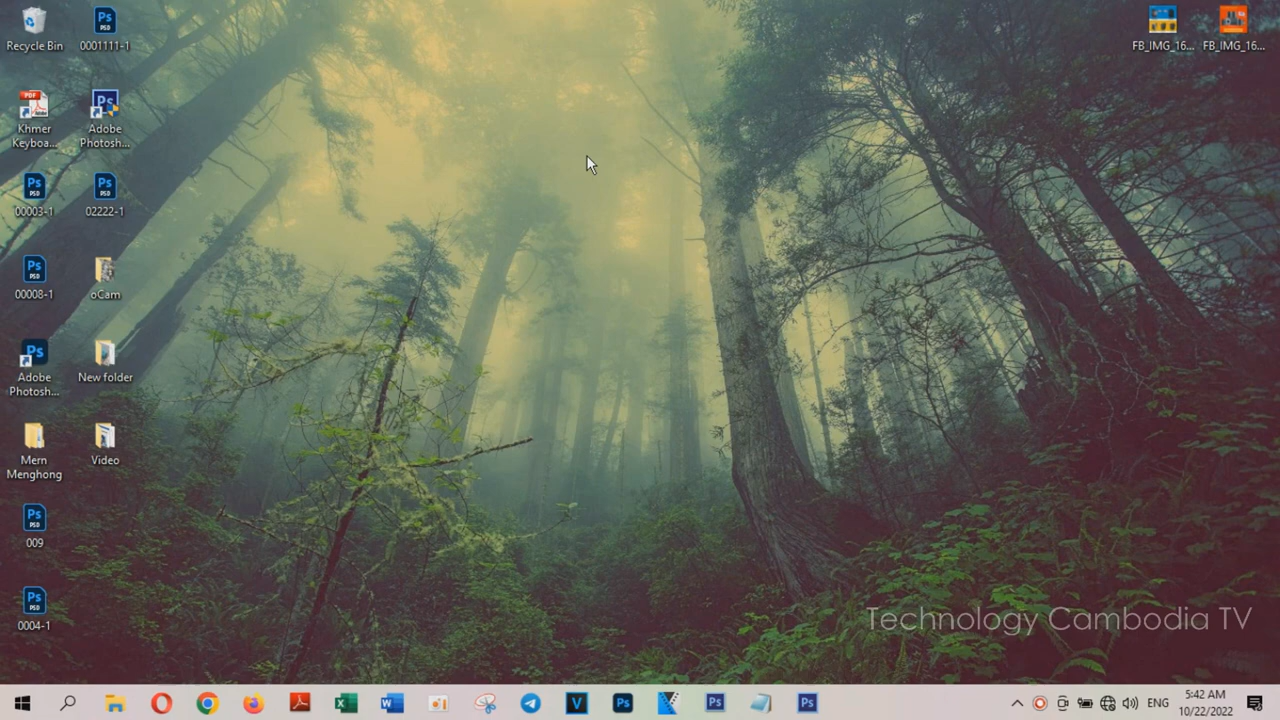 Recycle Bin
0001111-1
FB_IMG_16...
FB_IMG_16...
Khmer
Keyboa...
Adobe
Photosh...
00003-1
02222-1
00008-1
oCam
Adobe
Photosh...
New folder
Mern
Menghong
Video
009
0004-1
Technology Cambodia TV
ENG
5:42 AM
10/22/2022